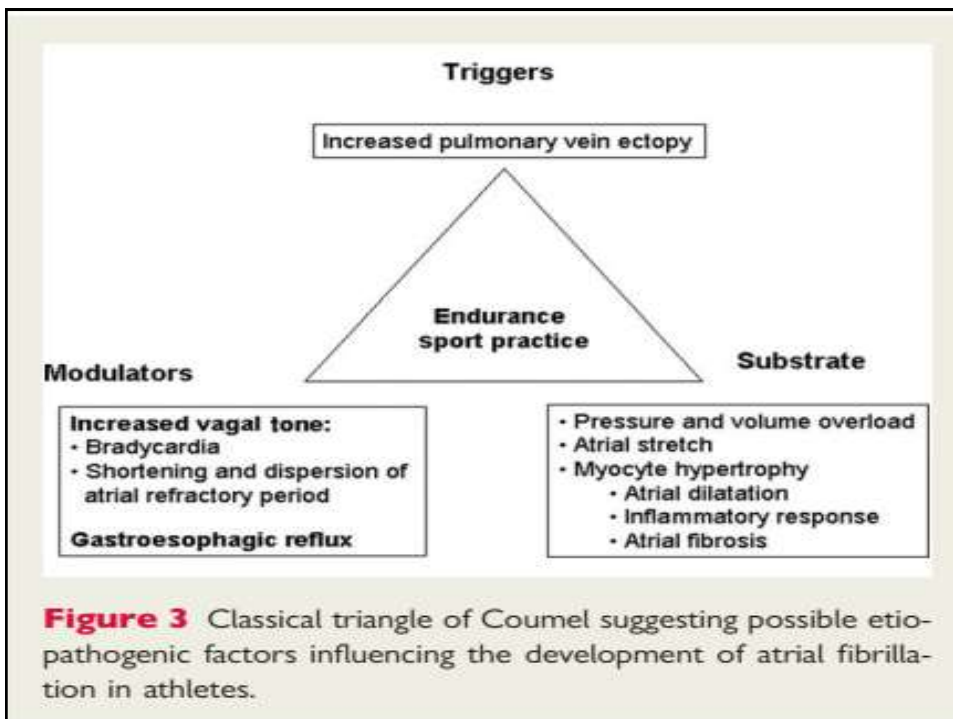 Triggers
Increased pulmonary vein ectopy
Endurance
sport practice
Modulators
Increased vagal tone:
• Bradycardia
• Shortening and dispersion of
atrial refractory period
Gastroesophagic reflux
Substrate
• Pressure and volume overload
• Atrial stretch
• Myocyte hypertrophy
• Atrial dilatation
• Inflammatory response
• Atrial fibrosis
Figure 3 Classical triangle of Coumel suggesting possible etio-
pathogenic factors influencing the development of atrial fibrilla-
tion in athletes.